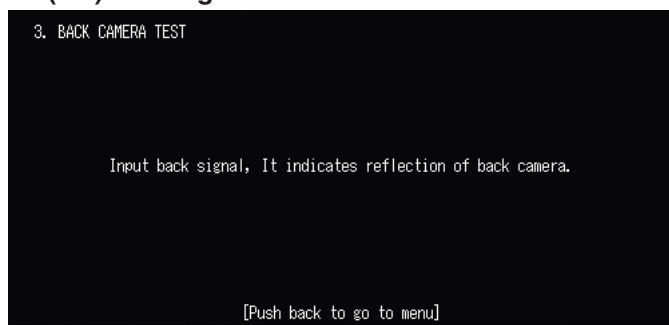 3. BACK CAMERA TEST
Input back signal, It indicates reflection of back camera.
[Push back to go to menu]